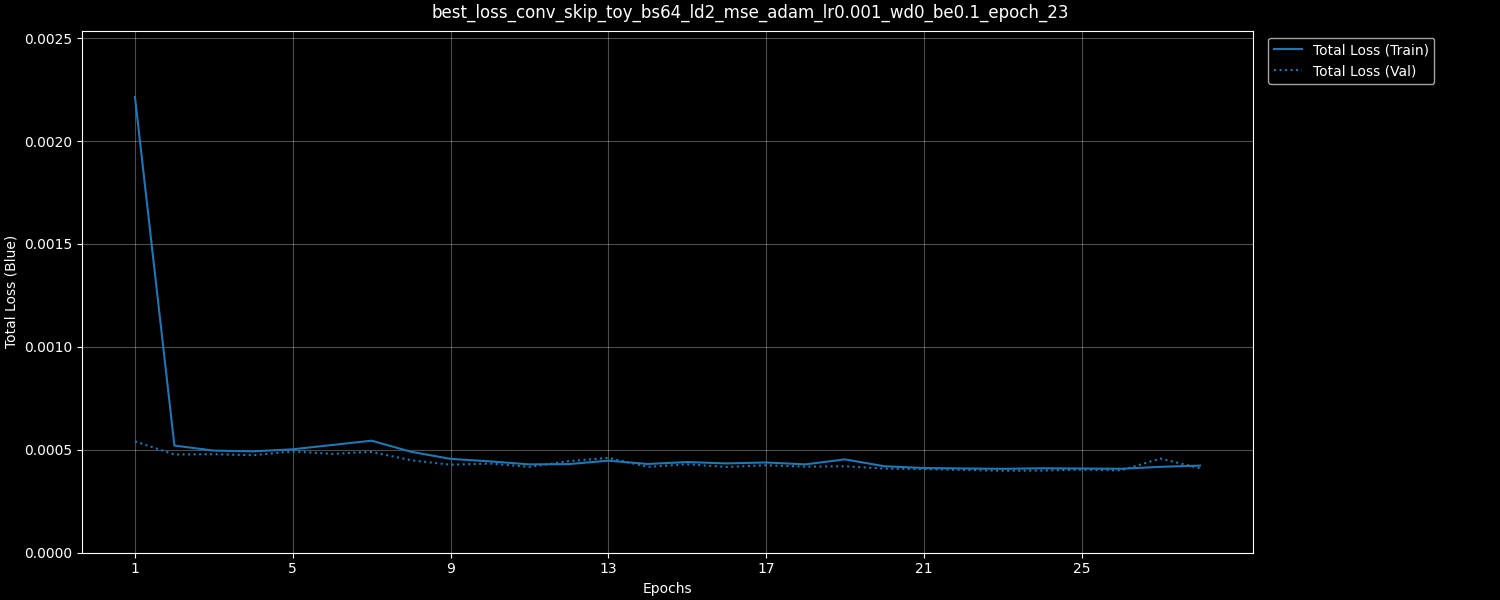 best_loss_conv_skip_toy_bs64_ld2_mse_adam_lr0.001_wd0_be0.1_epoch_23
Total Loss (Train)
Total Loss (Val)
Total Loss (Blue)
0.0025
0.0020
0.0015
0.0010
0.0005
0.0000
1 5 9 13 17 21 25
Epochs